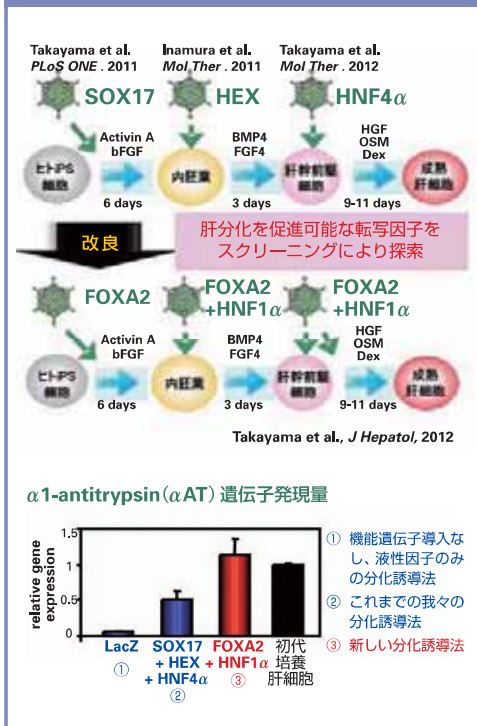 Takayama et al.
PLoS ONE . 2011
Inamura et al.
Mol Ther . 2011
Takayama et al.
Mol Ther . 2012
SOX17
HEX
HNF4α
Activin A
bFGF
BMP4
FGF4
HGF
OSM
Dex
ヒトiPS
細胞
内胚葉
肝幹前駆
細胞
成熟
肝細胞
6 days
3 days
9-11 days
改良
肝分化を促進可能な転写因子を
スクリーニングにより探索
FOXA2
FOXA2
+HNF1α
FOXA2
+HNF1α
Activin A
bFGF
BMP4
FGF4
HGF
OSM
Dex
ヒトiPS
細胞
内胚葉
肝幹前駆
細胞
成熟
肝細胞
6 days
3 days
9-11 days
Takayama et al., J Hepatol, 2012
α1-antitrypsin(αAT) 遺伝子発現量
relative gene
expression
1.5
1
0.5
0
LacZ
①
SOX17
+ HEX
+ HNF4α
②
FOXA2
+ HNF1α
③
初代
培養
肝細胞
① 機能遺伝子導入な
し、液性因子のみ
の分化誘導法
② これまでの我々の
分化誘導法
③ 新しい分化誘導法